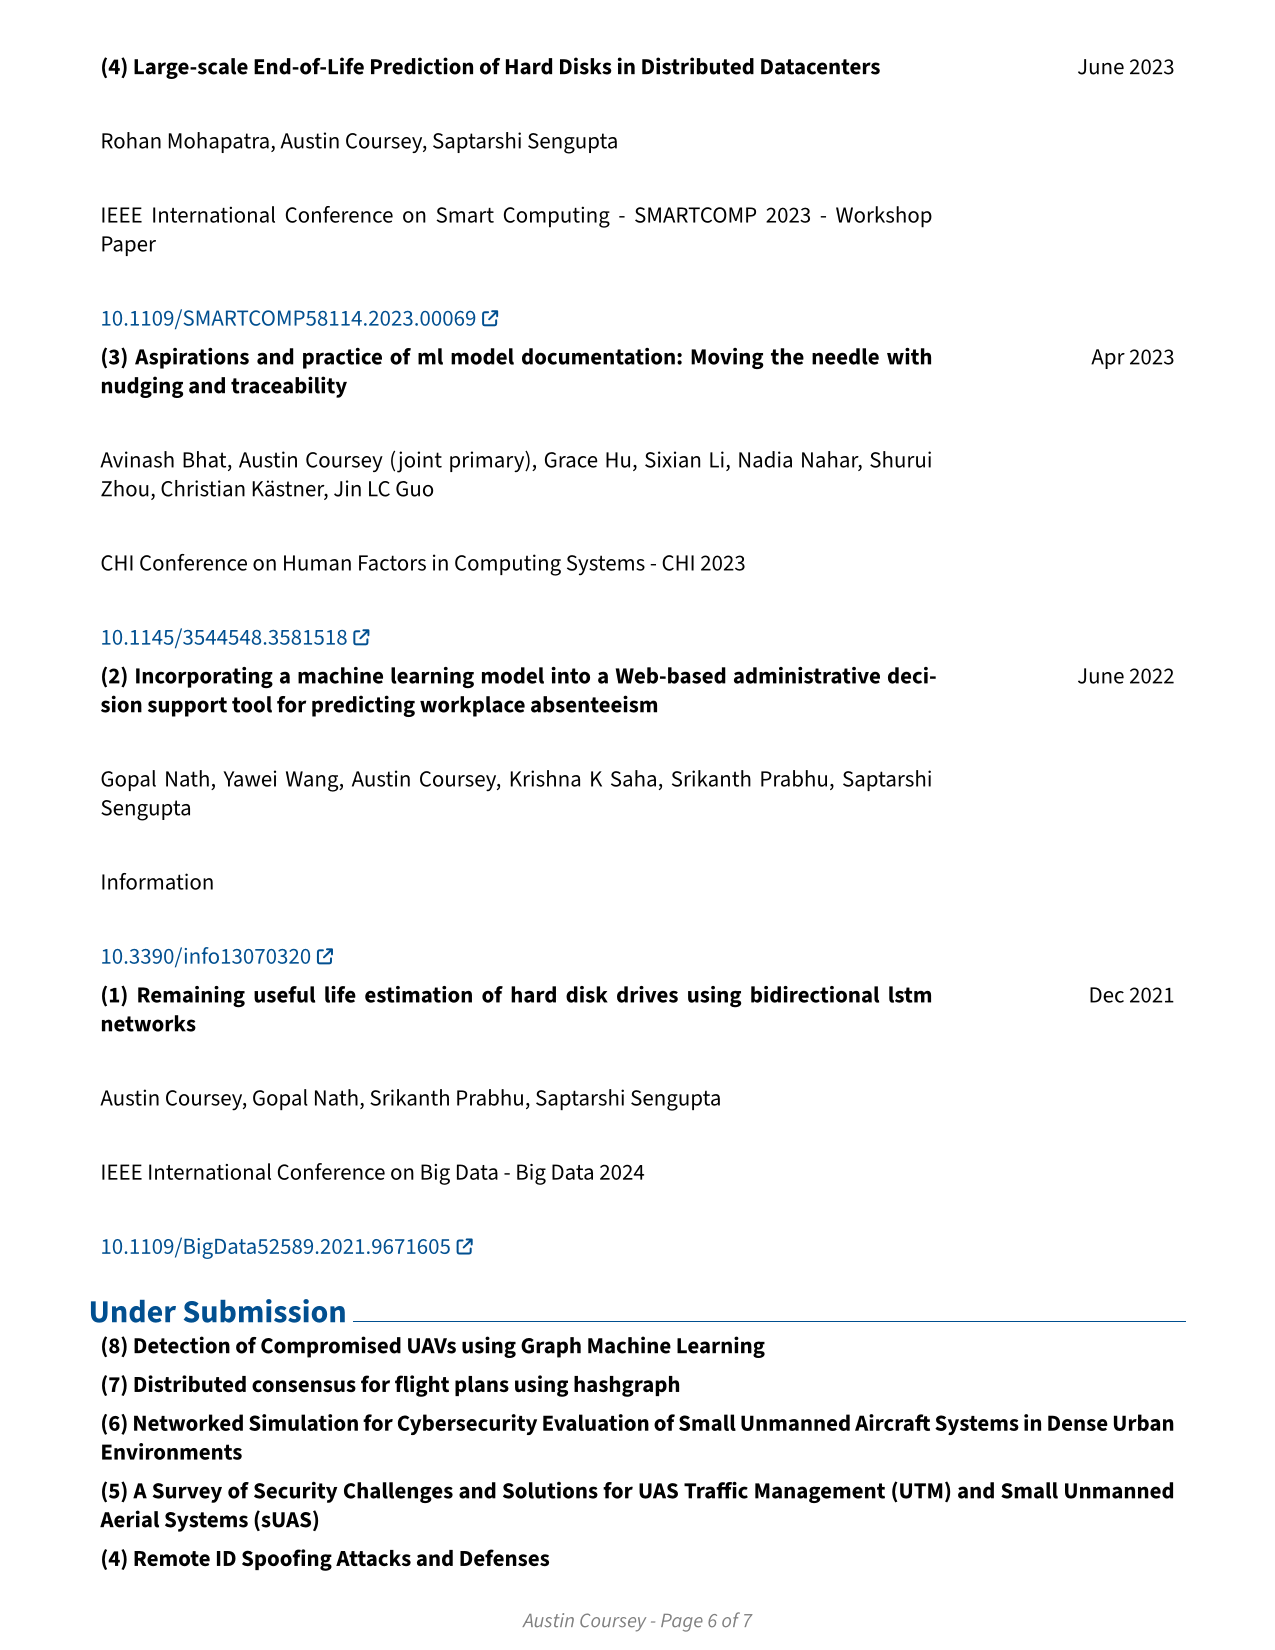 (4) Large-scale End-of-Life Prediction of Hard Disks in Distributed Datacenters June 2023
Rohan Mohapatra, Austin Coursey, Saptarshi Sengupta
IEEE International Conference on Smart Computing - SMARTCOMP 2023 - Workshop
Paper
10.1109/SMARTCOMP58114.2023.00069
(3) Aspirations and practice of ml model documentation: Moving the needle with Apr 2023
nudging and traceability
Avinash Bhat, Austin Coursey (joint primary), Grace Hu, Sixian Li, Nadia Nahar, Shurui
Zhou, Christian Kästner, Jin LC Guo
CHI Conference on Human Factors in Computing Systems - CHI 2023
10.1145/3544548.3581518
(2) Incorporating a machine learning model into a Web-based administrative deci- June 2022
sion support tool for predicting workplace absenteeism
Gopal Nath, Yawei Wang, Austin Coursey, Krishna K Saha, Srikanth Prabhu, Saptarshi
Sengupta
Information
10.3390/info13070320
(1) Remaining useful life estimation of hard disk drives using bidirectional lstm Dec 2021
networks
Austin Coursey, Gopal Nath, Srikanth Prabhu, Saptarshi Sengupta
IEEE International Conference on Big Data - Big Data 2024
10.1109/BigData52589.2021.9671605
Under Submission
(8) Detection of Compromised UAVs using Graph Machine Learning
(7) Distributed consensus for flight plans using hashgraph
(6) Networked Simulation for Cybersecurity Evaluation of Small Unmanned Aircraft Systems in Dense Urban
Environments
(5) A Survey of Security Challenges and Solutions for UAS Traffic Management (UTM) and Small Unmanned
Aerial Systems (sUAS)
(4) Remote ID Spoofing Attacks and Defenses
Austin Coursey - Page 6 of 7